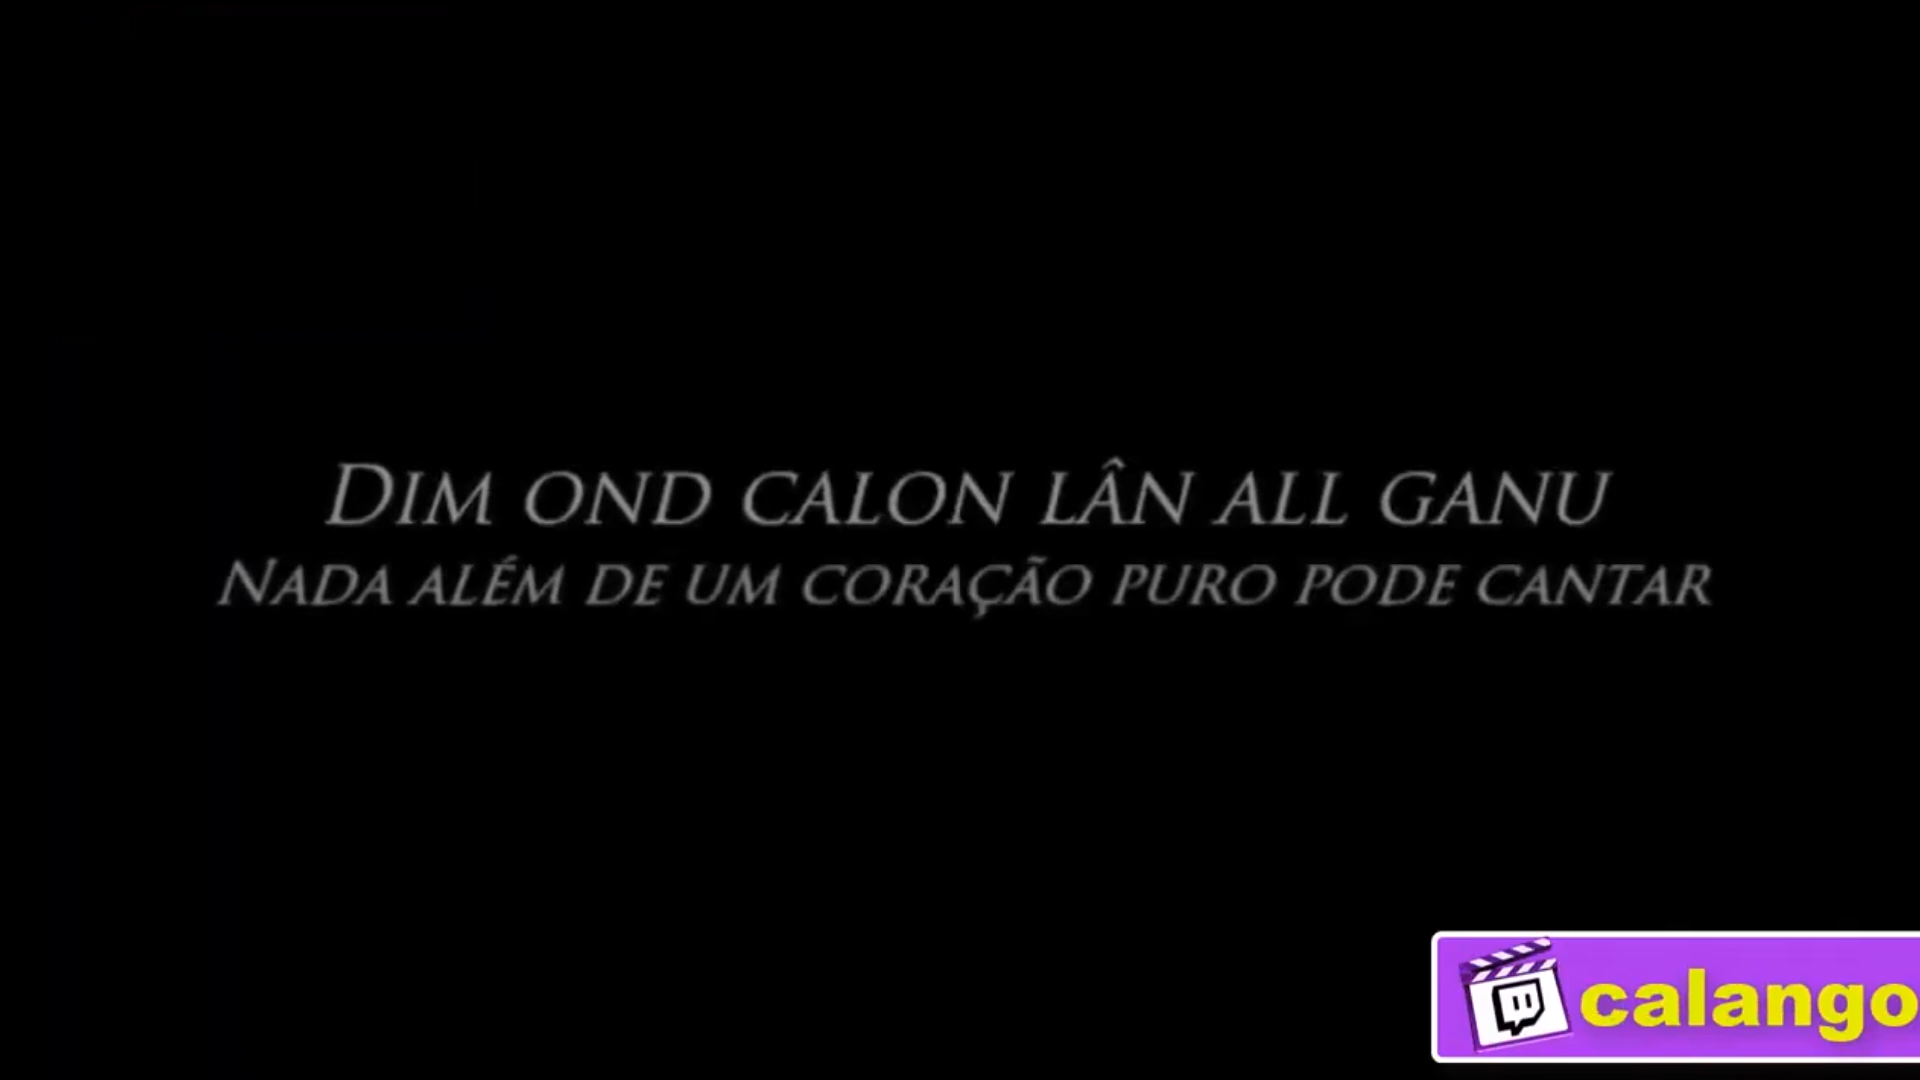 Dim ond calon lân all ganu
Nada além de um coração puro pode cantar
calango